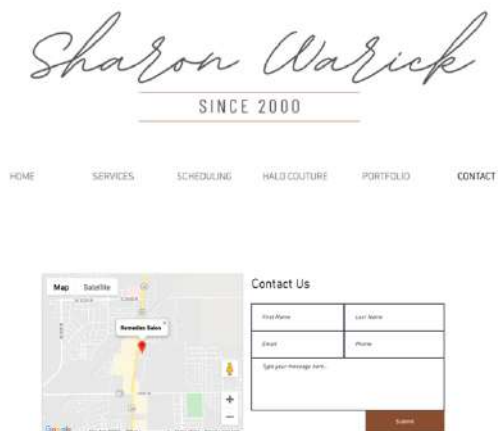 Sharon Warick
SINCE 2000
HOME SERVICES SCHEDULING HALO COUTURE PORTFOLIO CONTACT
Map Satellite
Remedies Salon
Contact Us
First Name Last Name
Email Phone
Type your message here...
Submit
Google